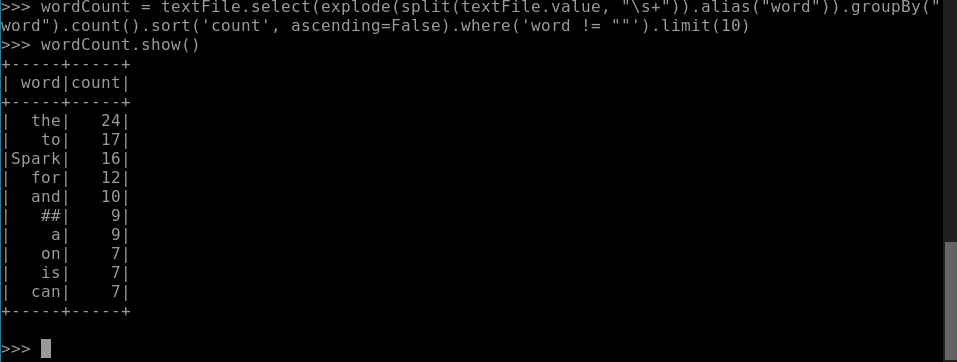 >>> wordCount = textFile.select(explode(split(textFile.value, "\s+")).alias("word")).groupBy("
word").count().sort('count', ascending=False).where('word != ""').limit(10)
>>> wordCount.show()
+-----+-----+
| word|count|
+-----+-----+
|  the|   24|
|   to|   17|
|Spark|   16|
|  for|   12|
|  and|   10|
|   ##|    9|
|    a|    9|
|   on|    7|
|   is|    7|
|  can|    7|
+-----+-----+
>>>